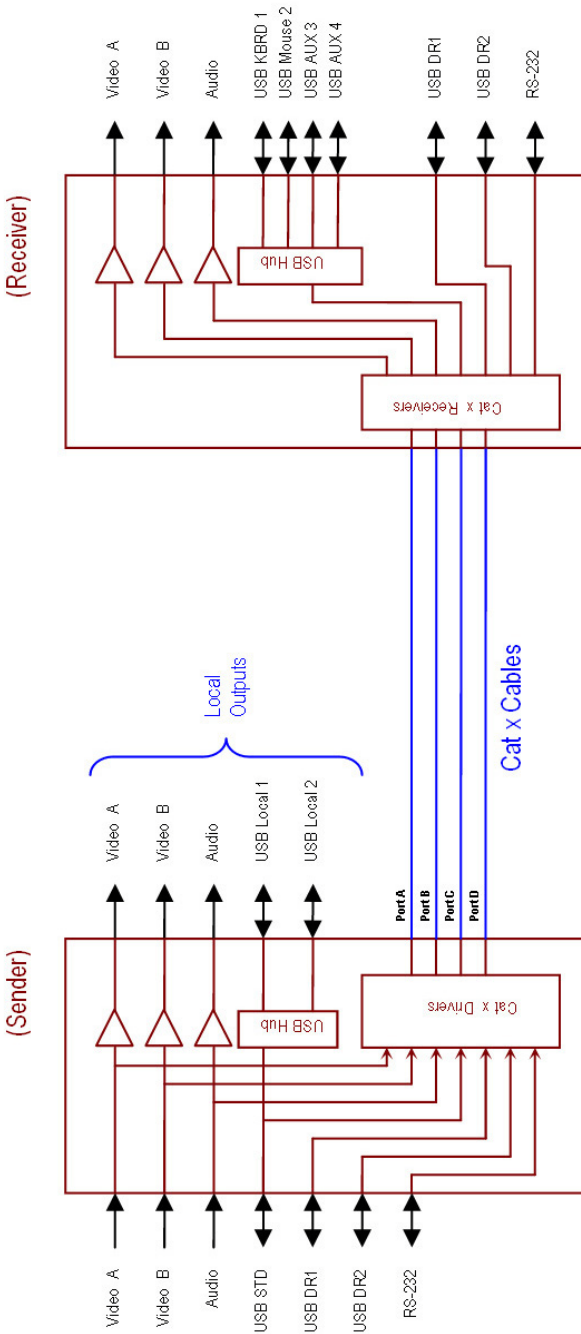 (Sender)
(Receiver)
Video A
Video B
Audio
USB STD
USB DR1
USB DR2
RS-232
USB Hub
Cat x Drivers
Video A
Video B
Audio
USB Local 1
USB Local 2
Local
Outputs
Port A
Port B
Port C
Port D
Cat x Cables
Cat x Receivers
USB Hub
Video A
Video B
Audio
USB KBRD 1
USB Mouse 2
USB AUX 3
USB AUX 4
USB DR1
USB DR2
RS-232